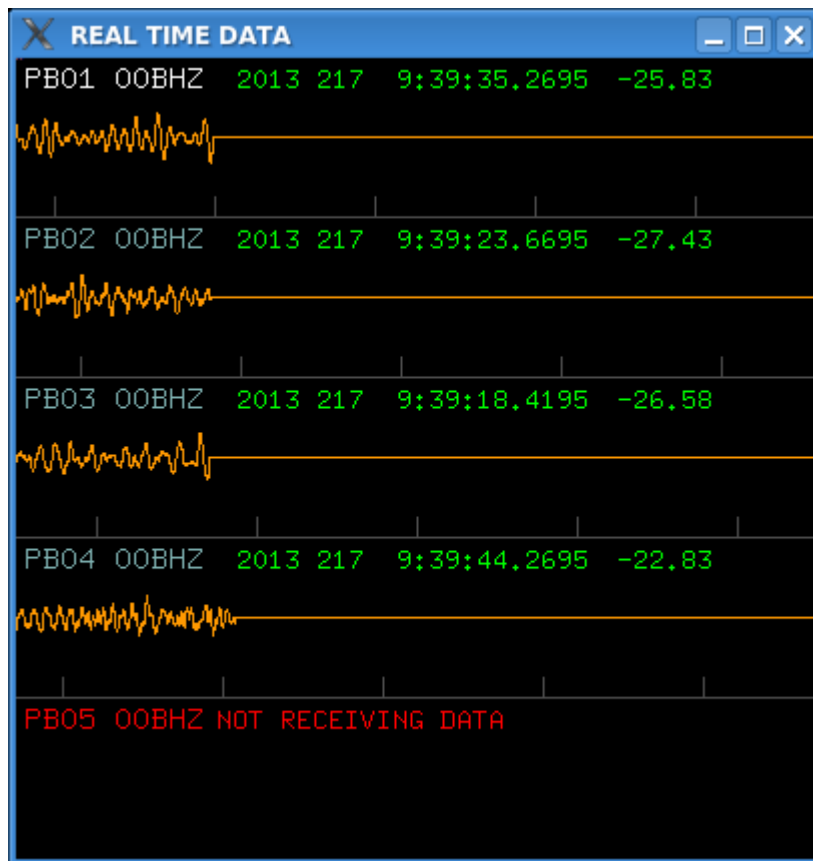 REAL TIME DATA
PB01 00BHZ 2013 217 9:39:35.2695 -25.83
PB02 00BHZ 2013 217 9:39:23.6695 -27.43
PB03 00BHZ 2013 217 9:39:18.4195 -26.58
PB04 00BHZ 2013 217 9:39:44.2695 -22.83
PB05 00BHZ NOT RECEIVING DATA